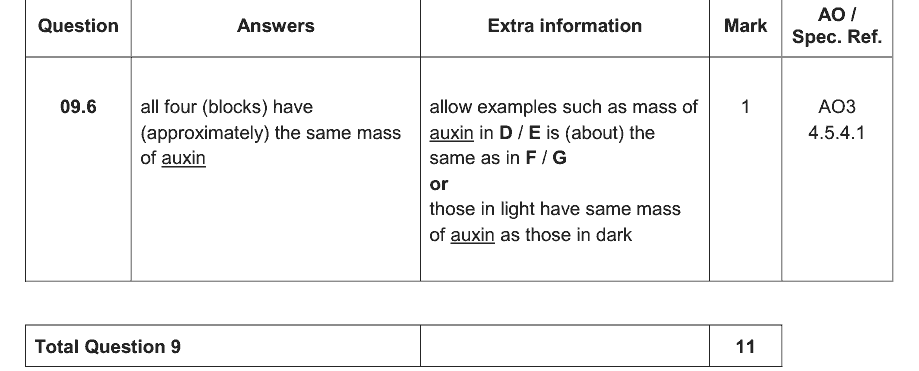 Question Answers Extra information Mark AO /
Spec. Ref.
09.6 all four (blocks) have allow examples such as mass of 1 AO3
(approximately) the same mass auxin in D / E is (about) the 4.5.4.1
of auxin same as in F / G
or
those in light have same mass
of auxin as those in dark
Total Question 9 11